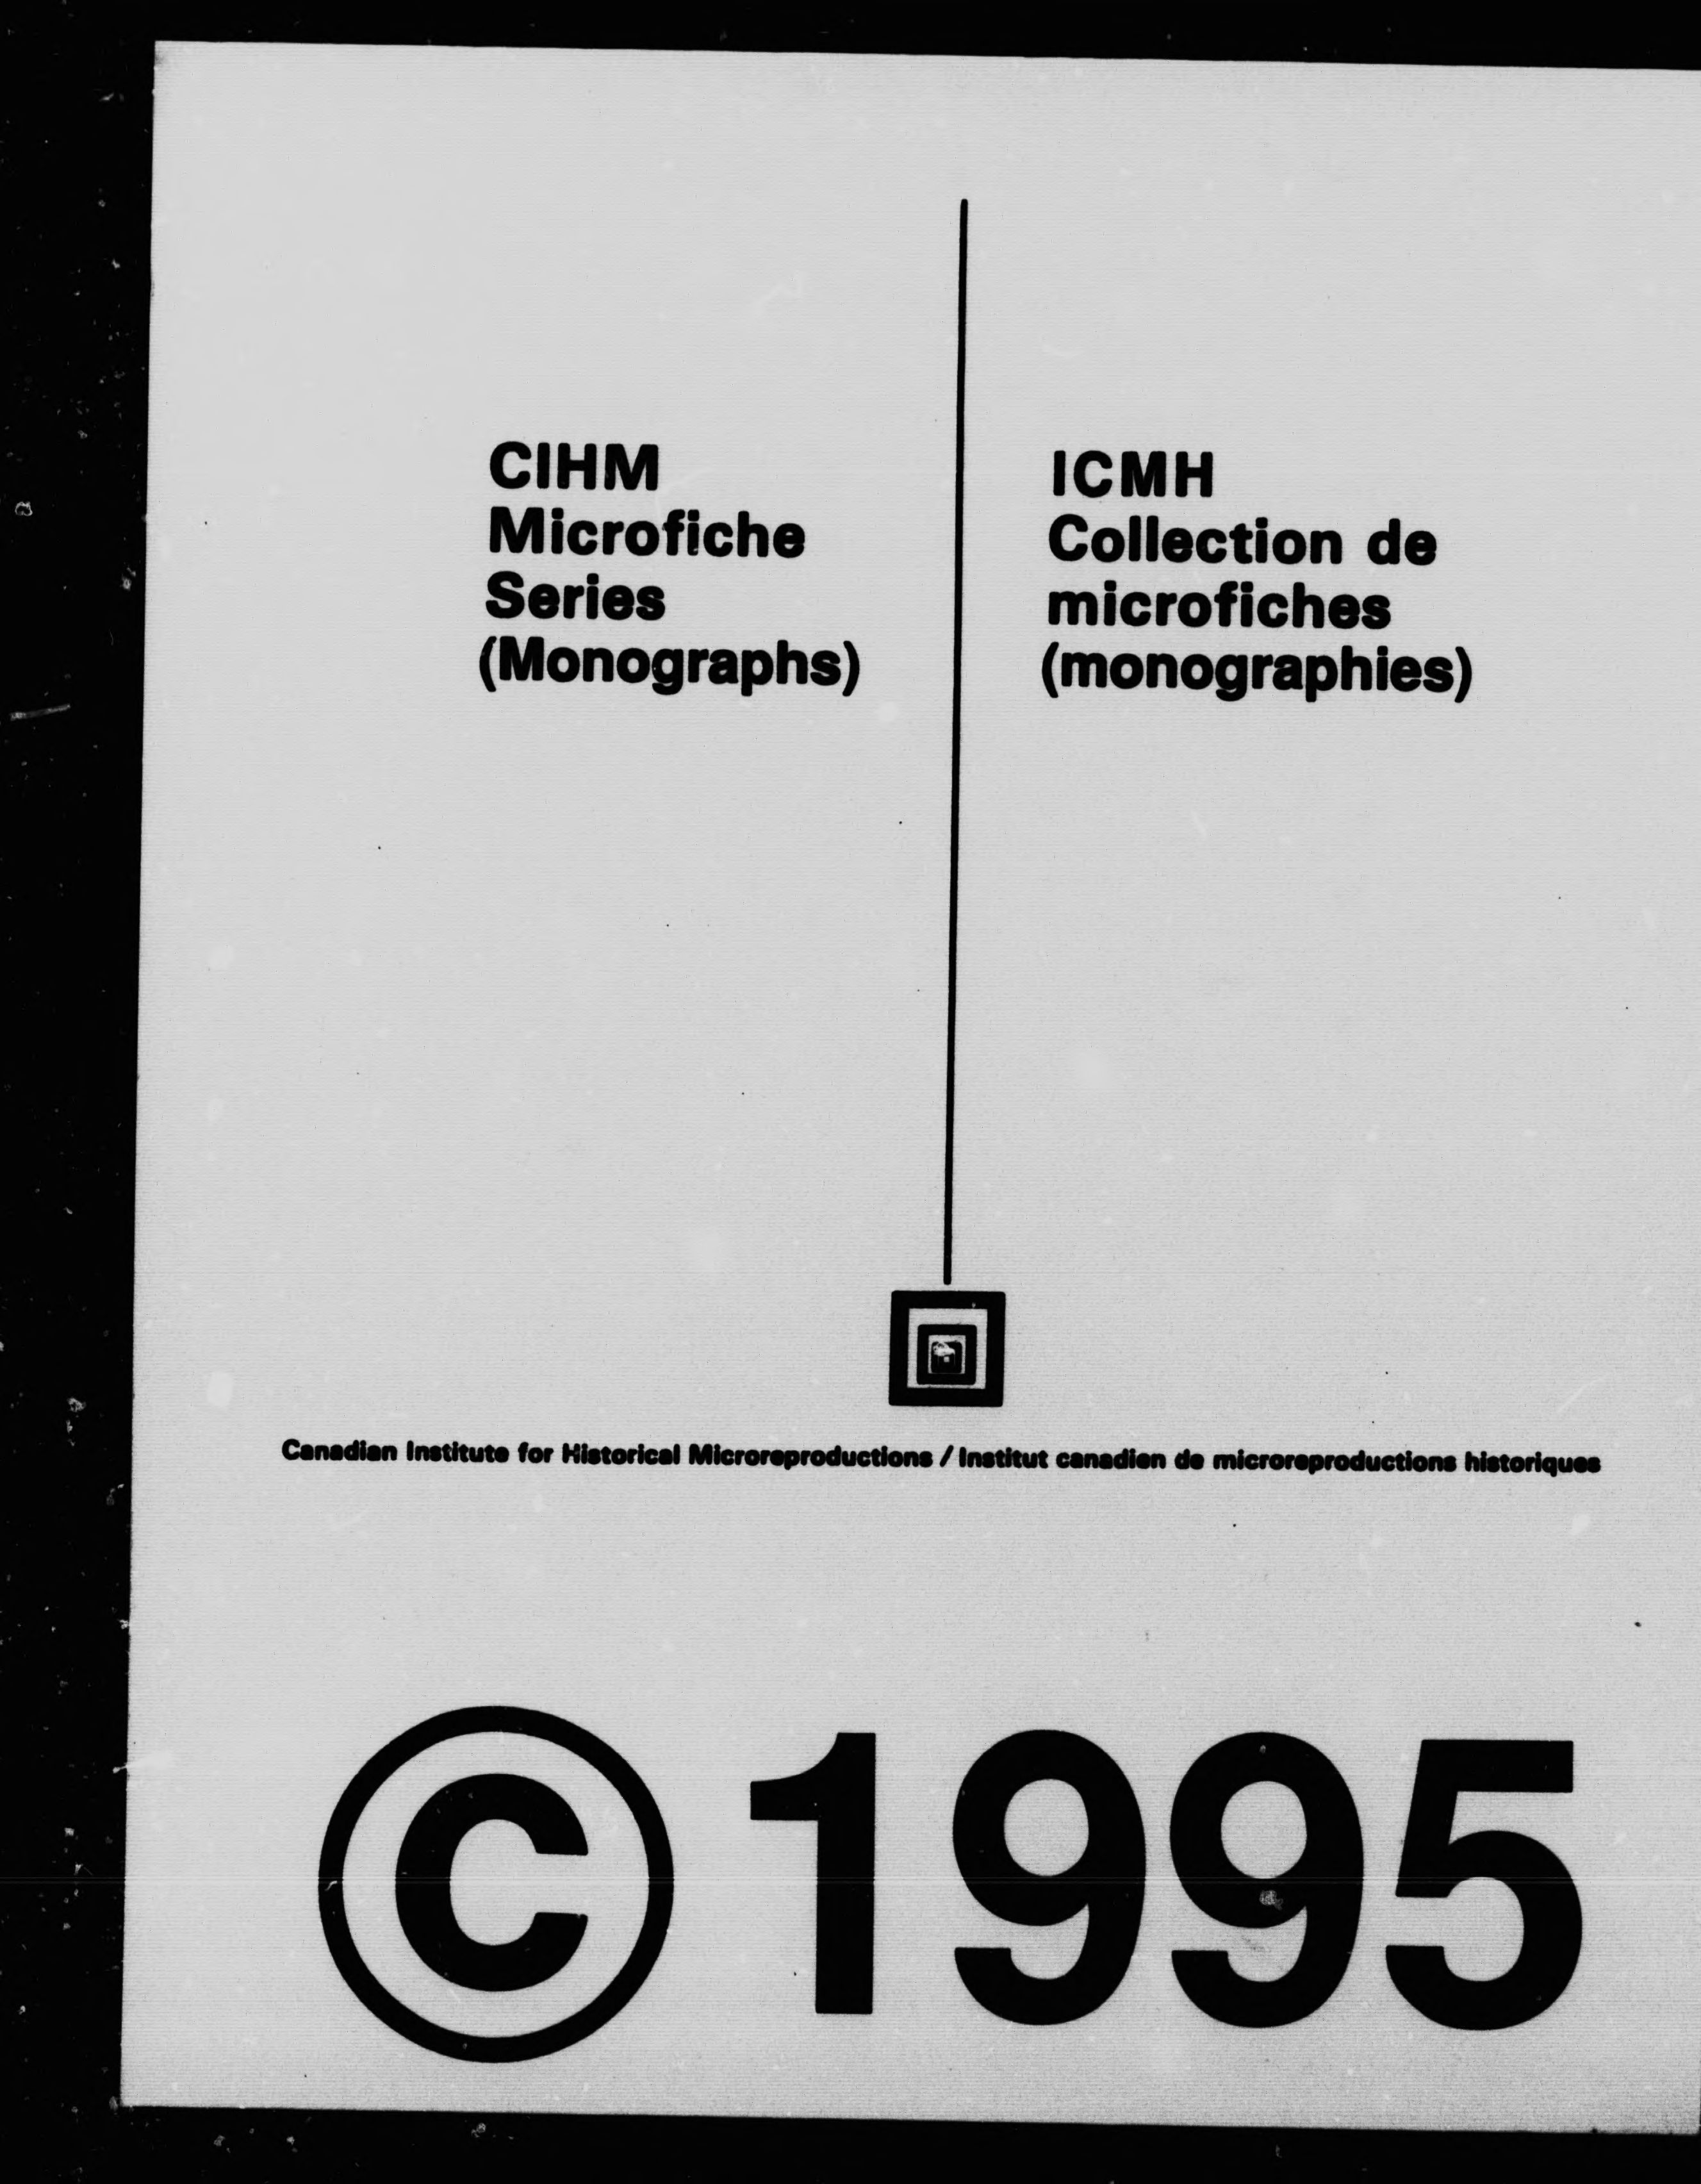 CIHM
Microfiche
Series
(Monographs)
ICMH
Collection de
microfiches
(monographies)
Canadian Institute for Historical Microreproductions / Institut canadien de microreproductions historiques
© 1995